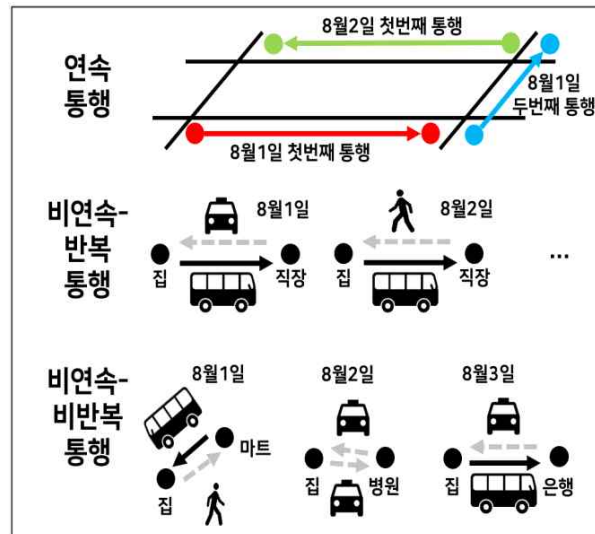 연속
통행
8월2일 첫번째 통행
8월1일
두번째 통행
8월1일 첫번째 통행
비연속-
반복
통행
8월1일
집
직장
8월2일
집
직장
...
비연속-
비반복
통행
8월1일
마트
집
8월2일
집
병원
8월3일
집
은행